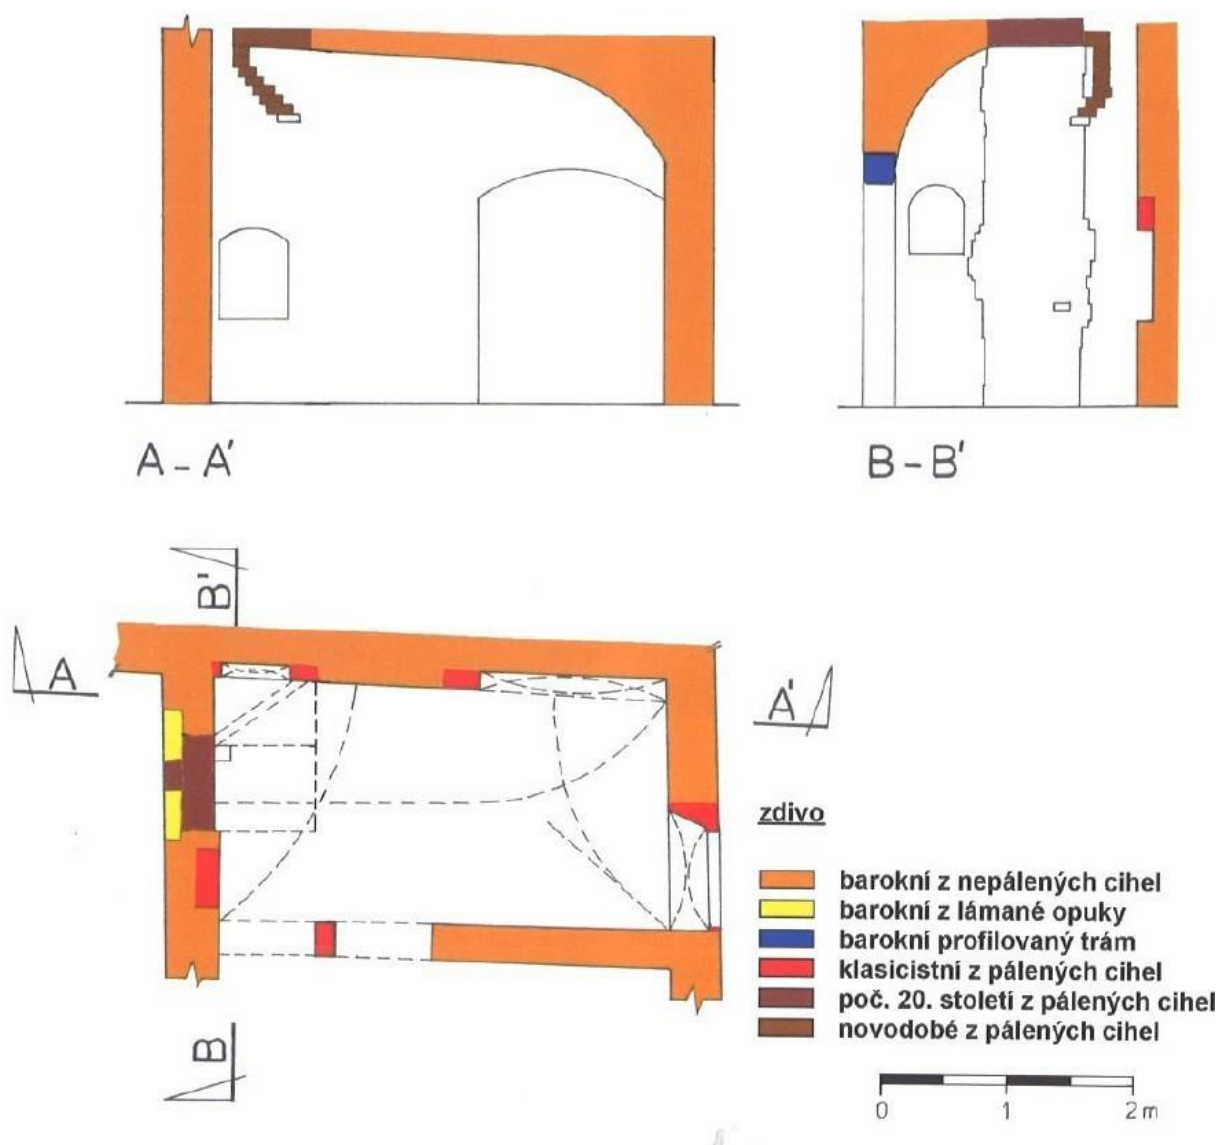 A - A'
B - B'
B'
A
A'
B
zdivo
barokní z nepálených cihel
barokní z lámané opuky
barokní profilovaný trám
klasicistní z pálených cihel
poč. 20. století z pálených cihel
novodobé z pálených cihel
0 1 2 m